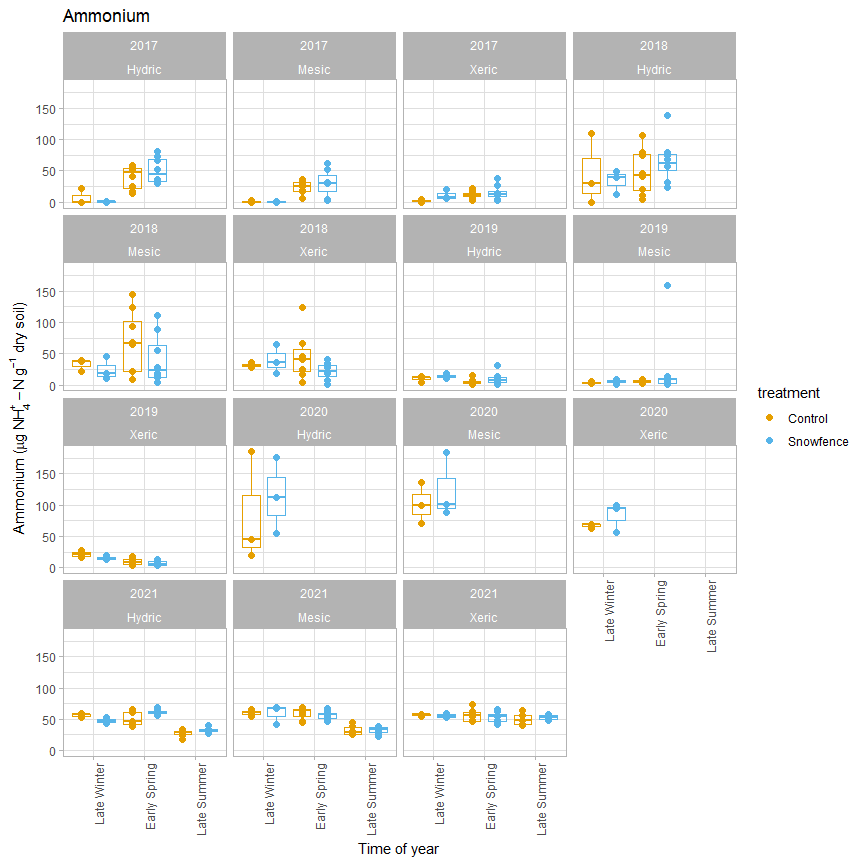 Ammonium
2017 2017 2017 2018
Hydric Mesic Xeric Hydric
150
100
50
0
2018 2018 2019 2019
Mesic Xeric Hydric Mesic
150
100
50
0
2019 2020 2020 2020
Xeric Hydric Mesic Xeric
150
100
50
0
Late Winter Early Spring Late Summer
2021 2021 2021
Hydric Mesic Xeric
150
100
50
0
Late Winter Early Spring Late Summer Late Winter Early Spring Late Summer Late Winter Early Spring Late Summer
Time of year
Ammonium (μg NH₄⁺ − N g⁻¹ dry soil)
treatment
Control
Snowfence